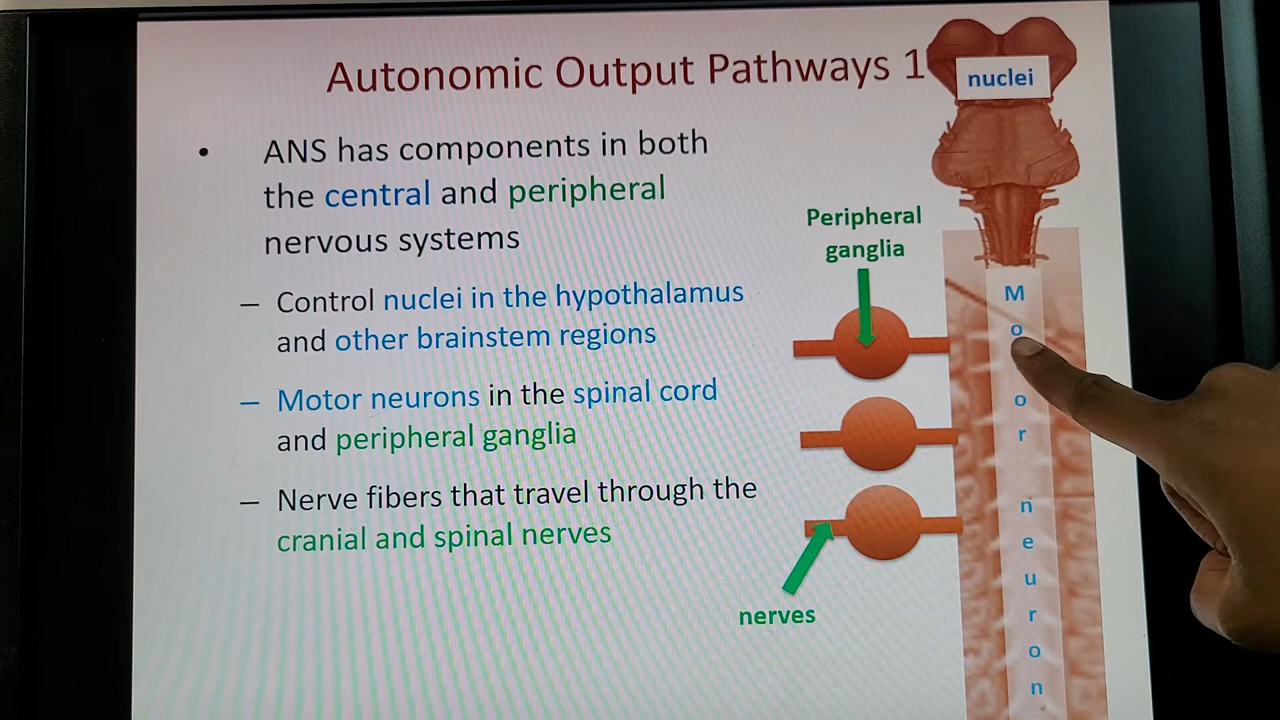 Autonomic Output Pathways 1
nuclei
• ANS has components in both
the central and peripheral
nervous systems
– Control nuclei in the hypothalamus
and other brainstem regions
– Motor neurons in the spinal cord
and peripheral ganglia
– Nerve fibers that travel through the
cranial and spinal nerves
Peripheral
ganglia
nerves
M
o
o
r
n
e
u
r
o
n